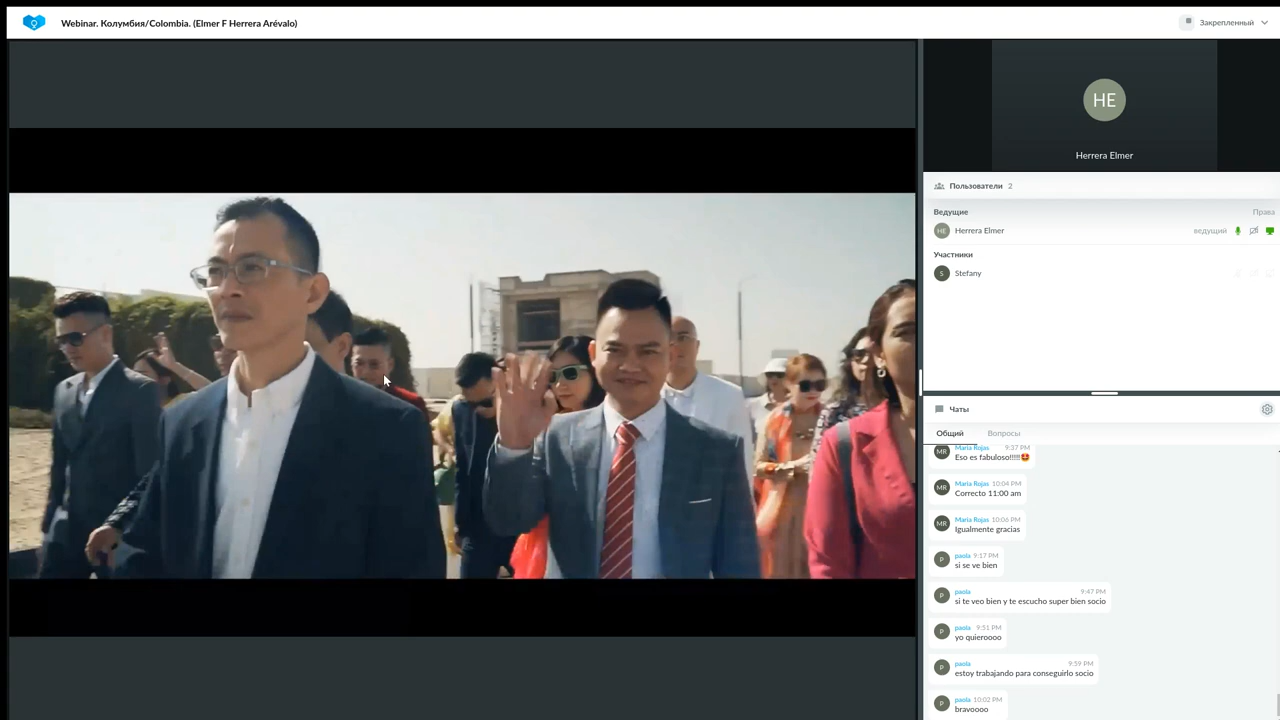 Webinar. Колумбия/Colombia. (Elmer F Herrera Arévalo)
Закрепленный
HE
Herrera Elmer
Пользователи 2
Ведущие Права
HE Herrera Elmer ведущий
Участники
S Stefany
Чаты
Общий Вопросы
MR Maria Rojas 9:37 PM
Eso es fabuloso!!!!!🤩
MR Maria Rojas 10:04 PM
Correcto 11:00 am
MR Maria Rojas 10:06 PM
Igualmente gracias
P paola 9:17 PM
si se ve bien
P paola 9:47 PM
si te veo bien y te escucho super bien socio
P paola 9:51 PM
yo quieroooo
P paola 9:59 PM
estoy trabajando para conseguirlo socio
P paola 10:02 PM
bravoooo